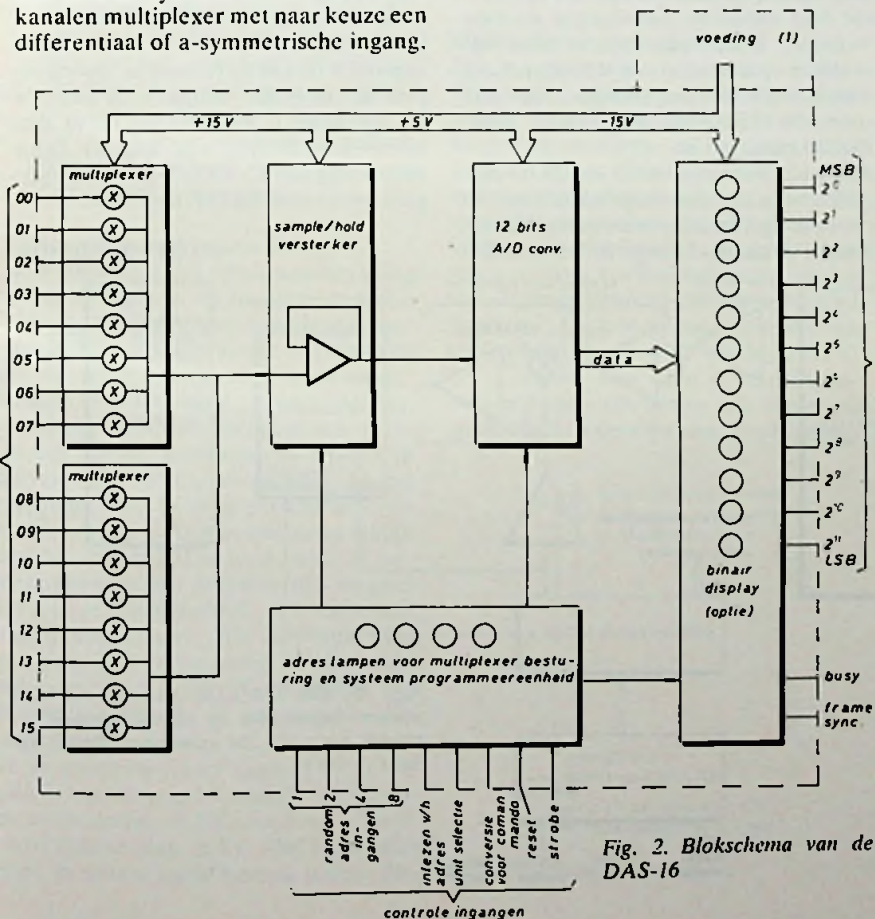 kanalen multiplexer met naar keuze een
differentiaal of a-symmetrische ingang.
voeding (1)
+15V
+5V
-15V
multiplexer
00
01
02
03
04
05
06
07
multiplexer
08
09
10
11
12
13
14
15
sample/hold
versterker
12 bits
A/D conv.
data
MSB
2⁰
2¹
2²
2³
2⁴
2⁵
2⁶
2⁷
2⁸
2⁹
2¹⁰
2¹¹
LSB
binair
display
(optie)
busy
frame
sync
adres lampen voor multiplexer bestu-
ring en systeem programmeereenheid
1
2
4
8
random
adres
in-
gangen
inlezen v/h
adres
unit selectie
conversie
voor coman
mando
reset
strobe
controle ingangen
Fig. 2. Blokschema van de
DAS-16